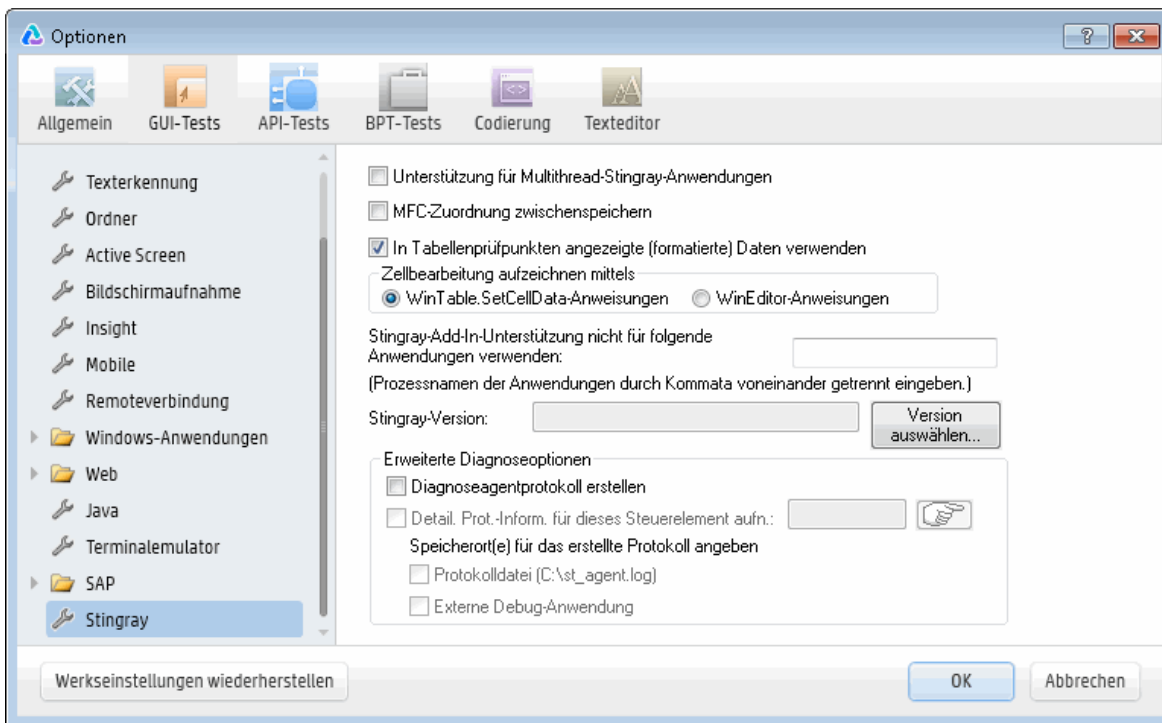 Optionen
Allgemein
GUI-Tests
API-Tests
BPT-Tests
Codierung
Texteditor
Texterkennung
Ordner
Active Screen
Bildschirmaufnahme
Insight
Mobile
Remoteverbindung
Windows-Anwendungen
Web
Java
Terminalemulator
SAP
Stingray
Unterstützung für Multithread-Stingray-Anwendungen
MFC-Zuordnung zwischenspeichern
In Tabellenprüfpunkten angezeigte (formatierte) Daten verwenden
Zellbearbeitung aufzeichnen mittels
WinTable.SetCellData-Anweisungen
WinEditor-Anweisungen
Stingray-Add-In-Unterstützung nicht für folgende
Anwendungen verwenden:
(Prozessnamen der Anwendungen durch Kommata voneinander getrennt eingeben.)
Stingray-Version:
Version
auswählen...
Erweiterte Diagnoseoptionen
Diagnoseagentprotokoll erstellen
Detail. Prot.-Inform. für dieses Steuerelement aufn.:
Speicherort(e) für das erstellte Protokoll angeben
Protokolldatei (C:\st_agent.log)
Externe Debug-Anwendung
Werkseinstellungen wiederherstellen
OK
Abbrechen